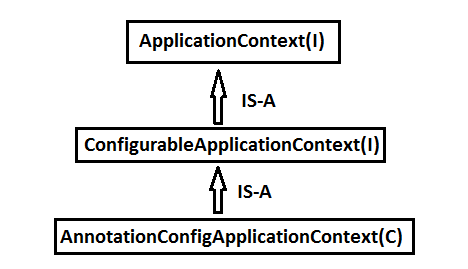 ApplicationContext(I)
IS-A
ConfigurableApplicationContext(I)
IS-A
AnnotationConfigApplicationContext(C)